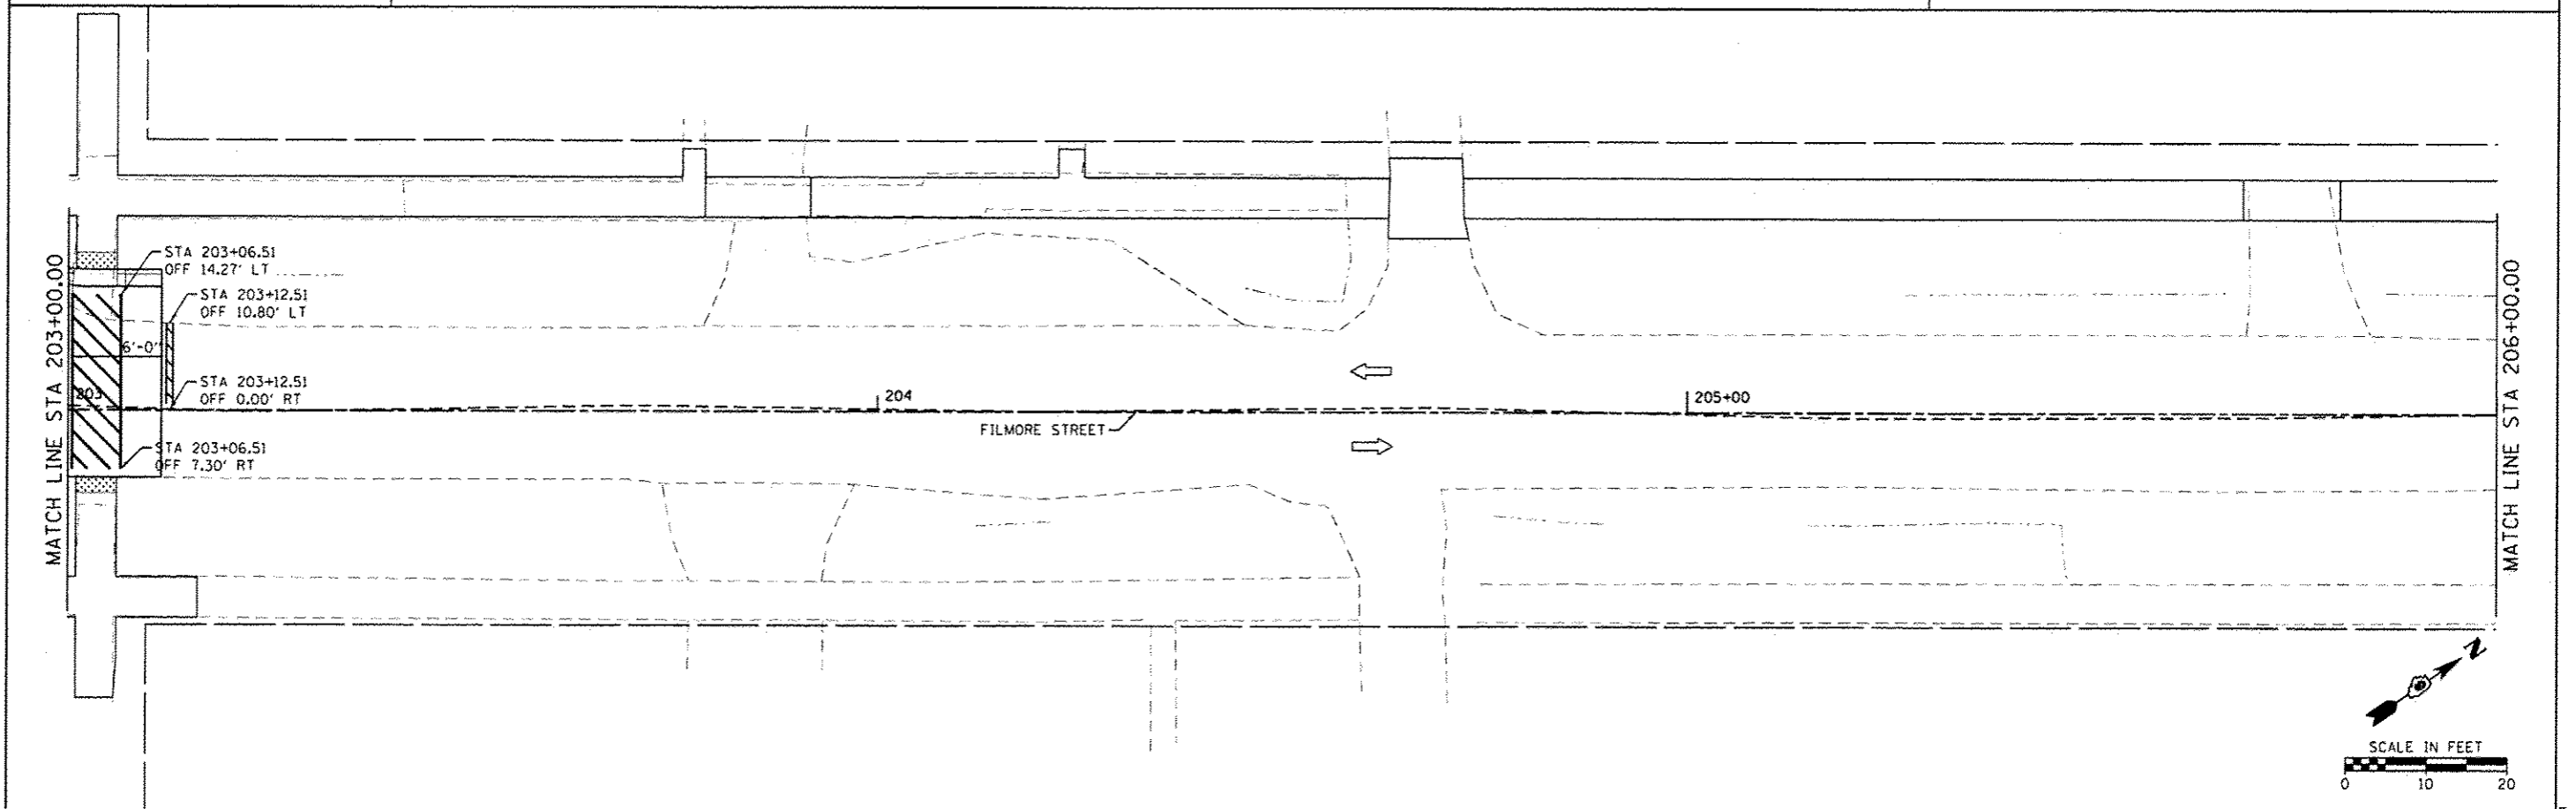 MATCH LINE STA 203+00.00
STA 203+06.51
OFF 14.27' LT
STA 203+12.51
OFF 10.80' LT
6'-0"
203
STA 203+12.51
OFF 0.00' RT
STA 203+06.51
OFF 7.30' RT
204
FILMORE STREET
205+00
MATCH LINE STA 206+00.00
N
SCALE IN FEET
0 10 20